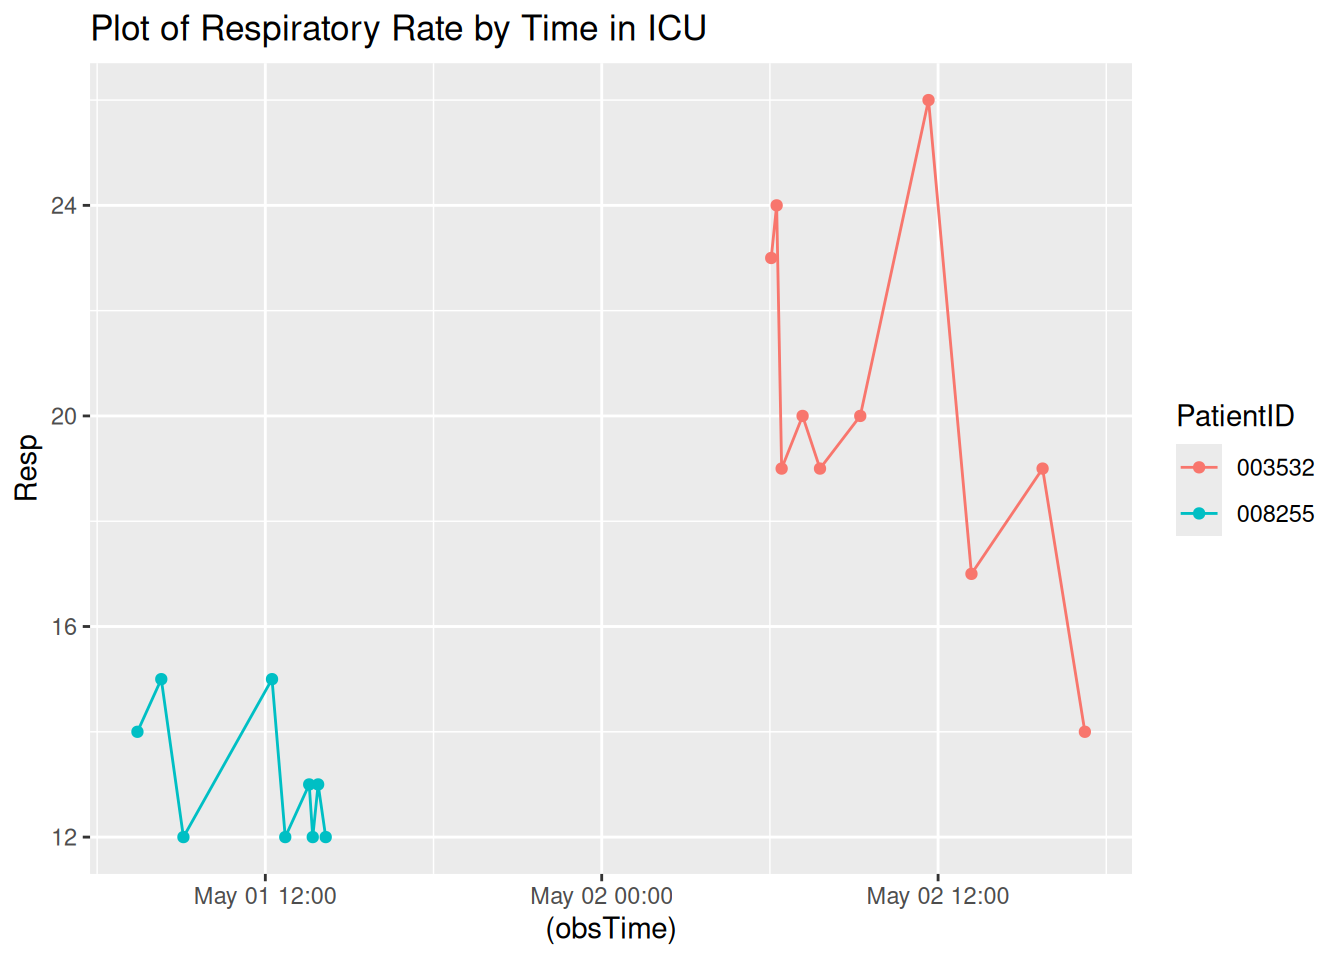 Plot of Respiratory Rate by Time in ICU
Resp
24
20
16
12
May 01 12:00
May 02 00:00
May 02 12:00
(obsTime)
PatientID
003532
008255